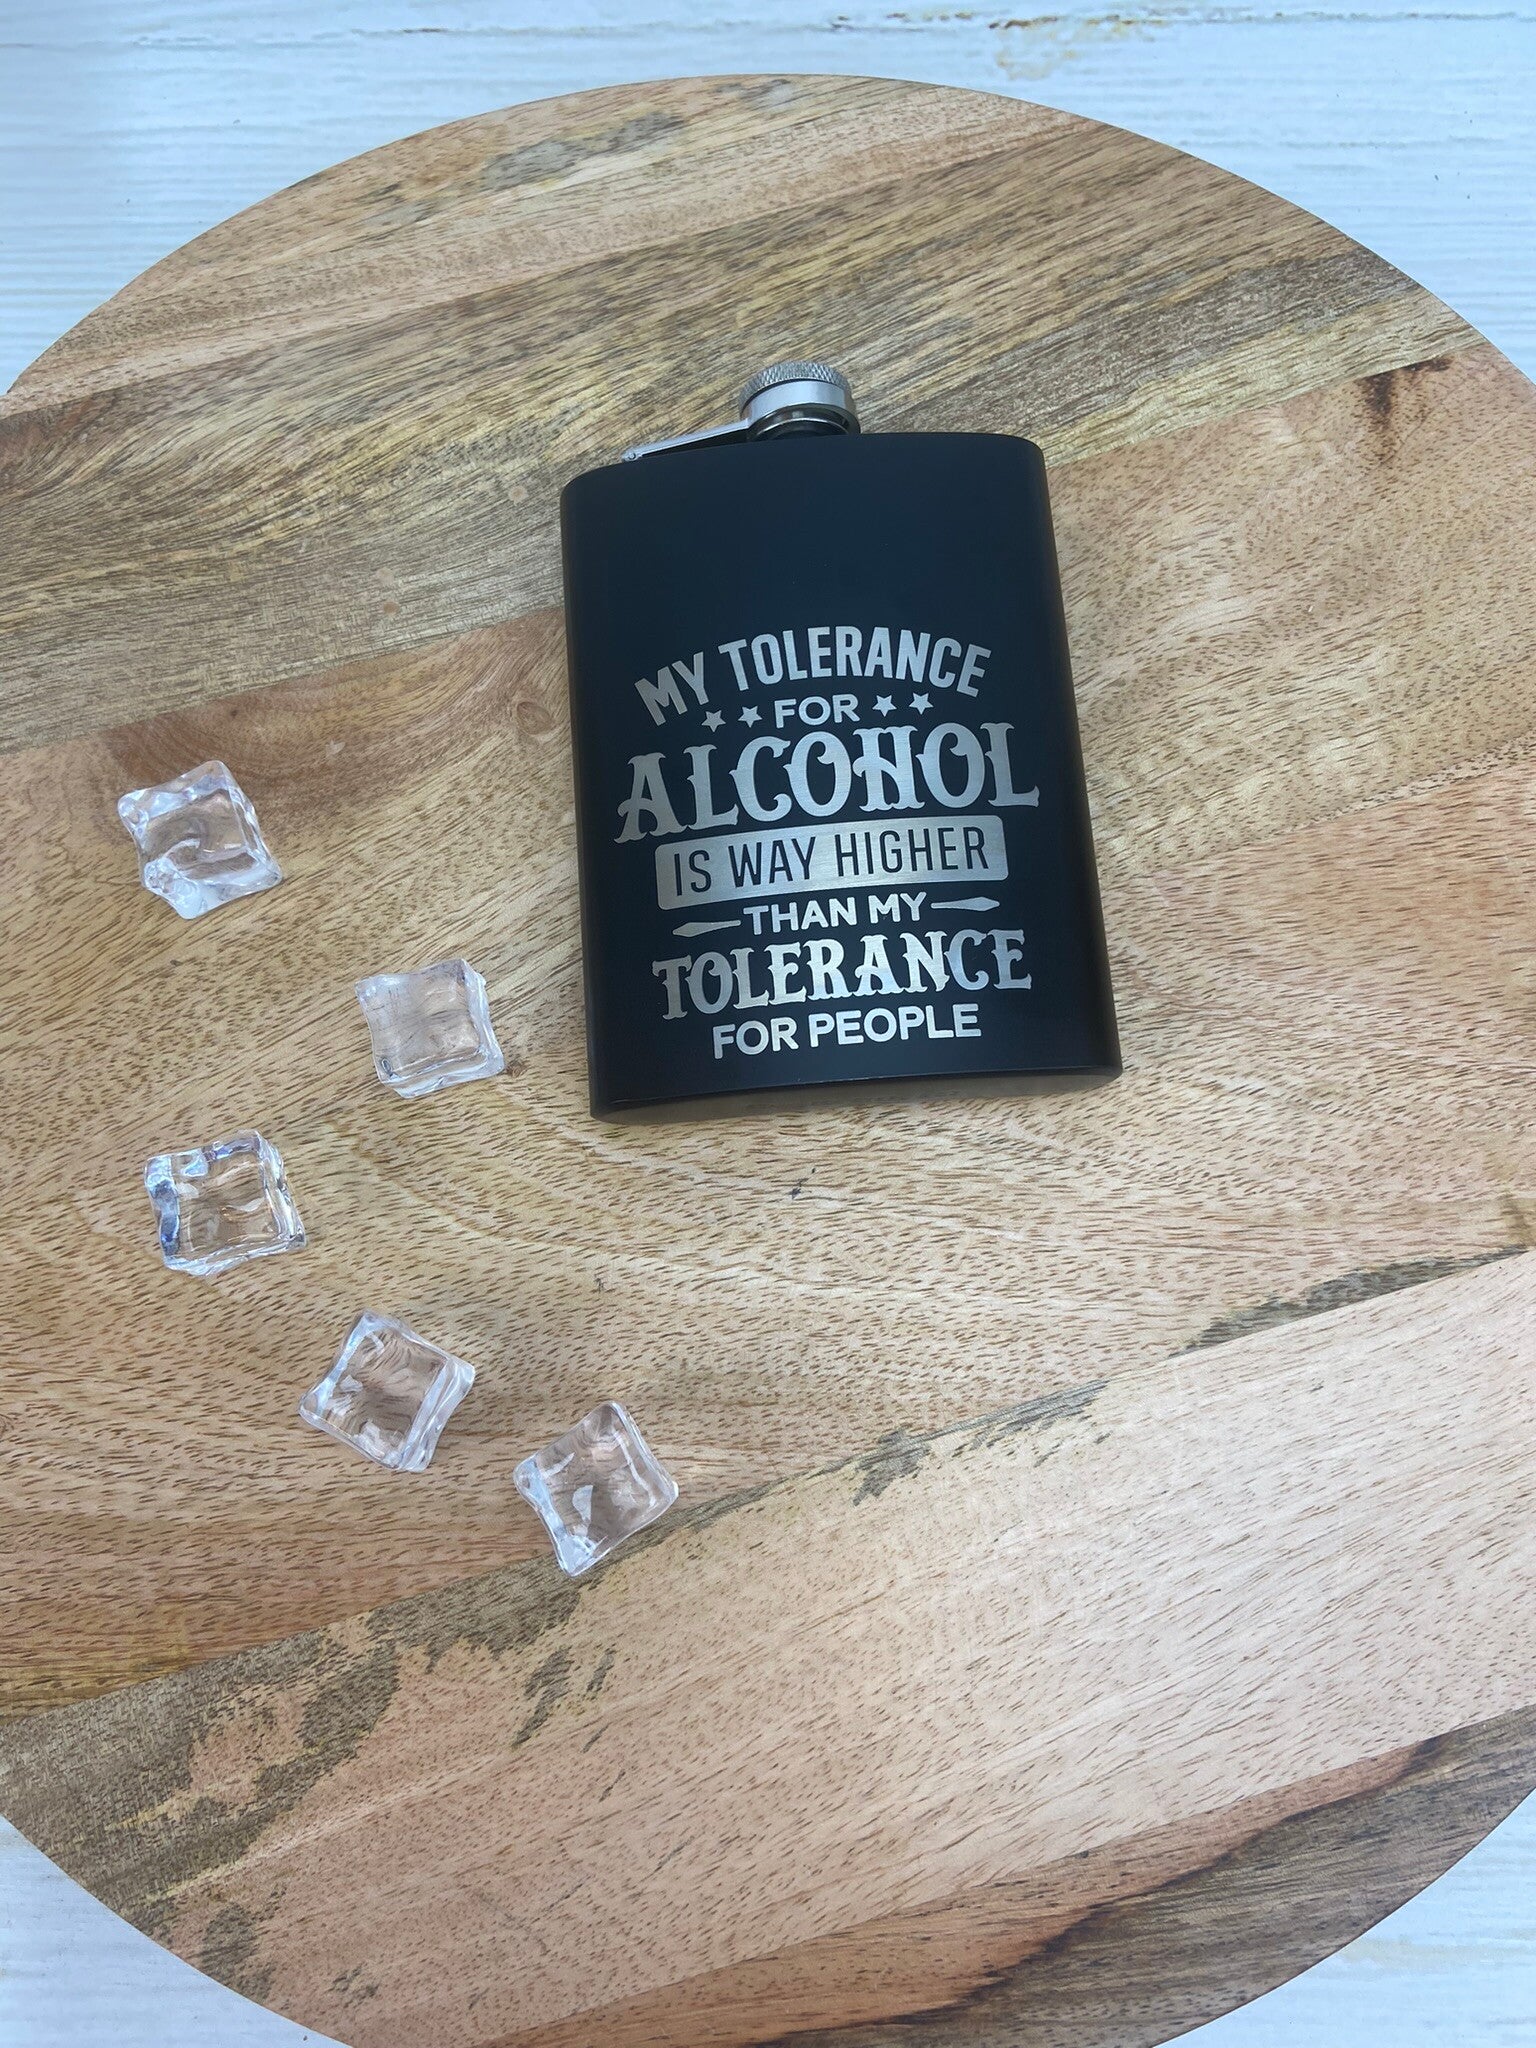 MY TOLERANCE
FOR
ALCOHOL
IS WAY HIGHER
THAN MY
TOLERANCE
FOR PEOPLE